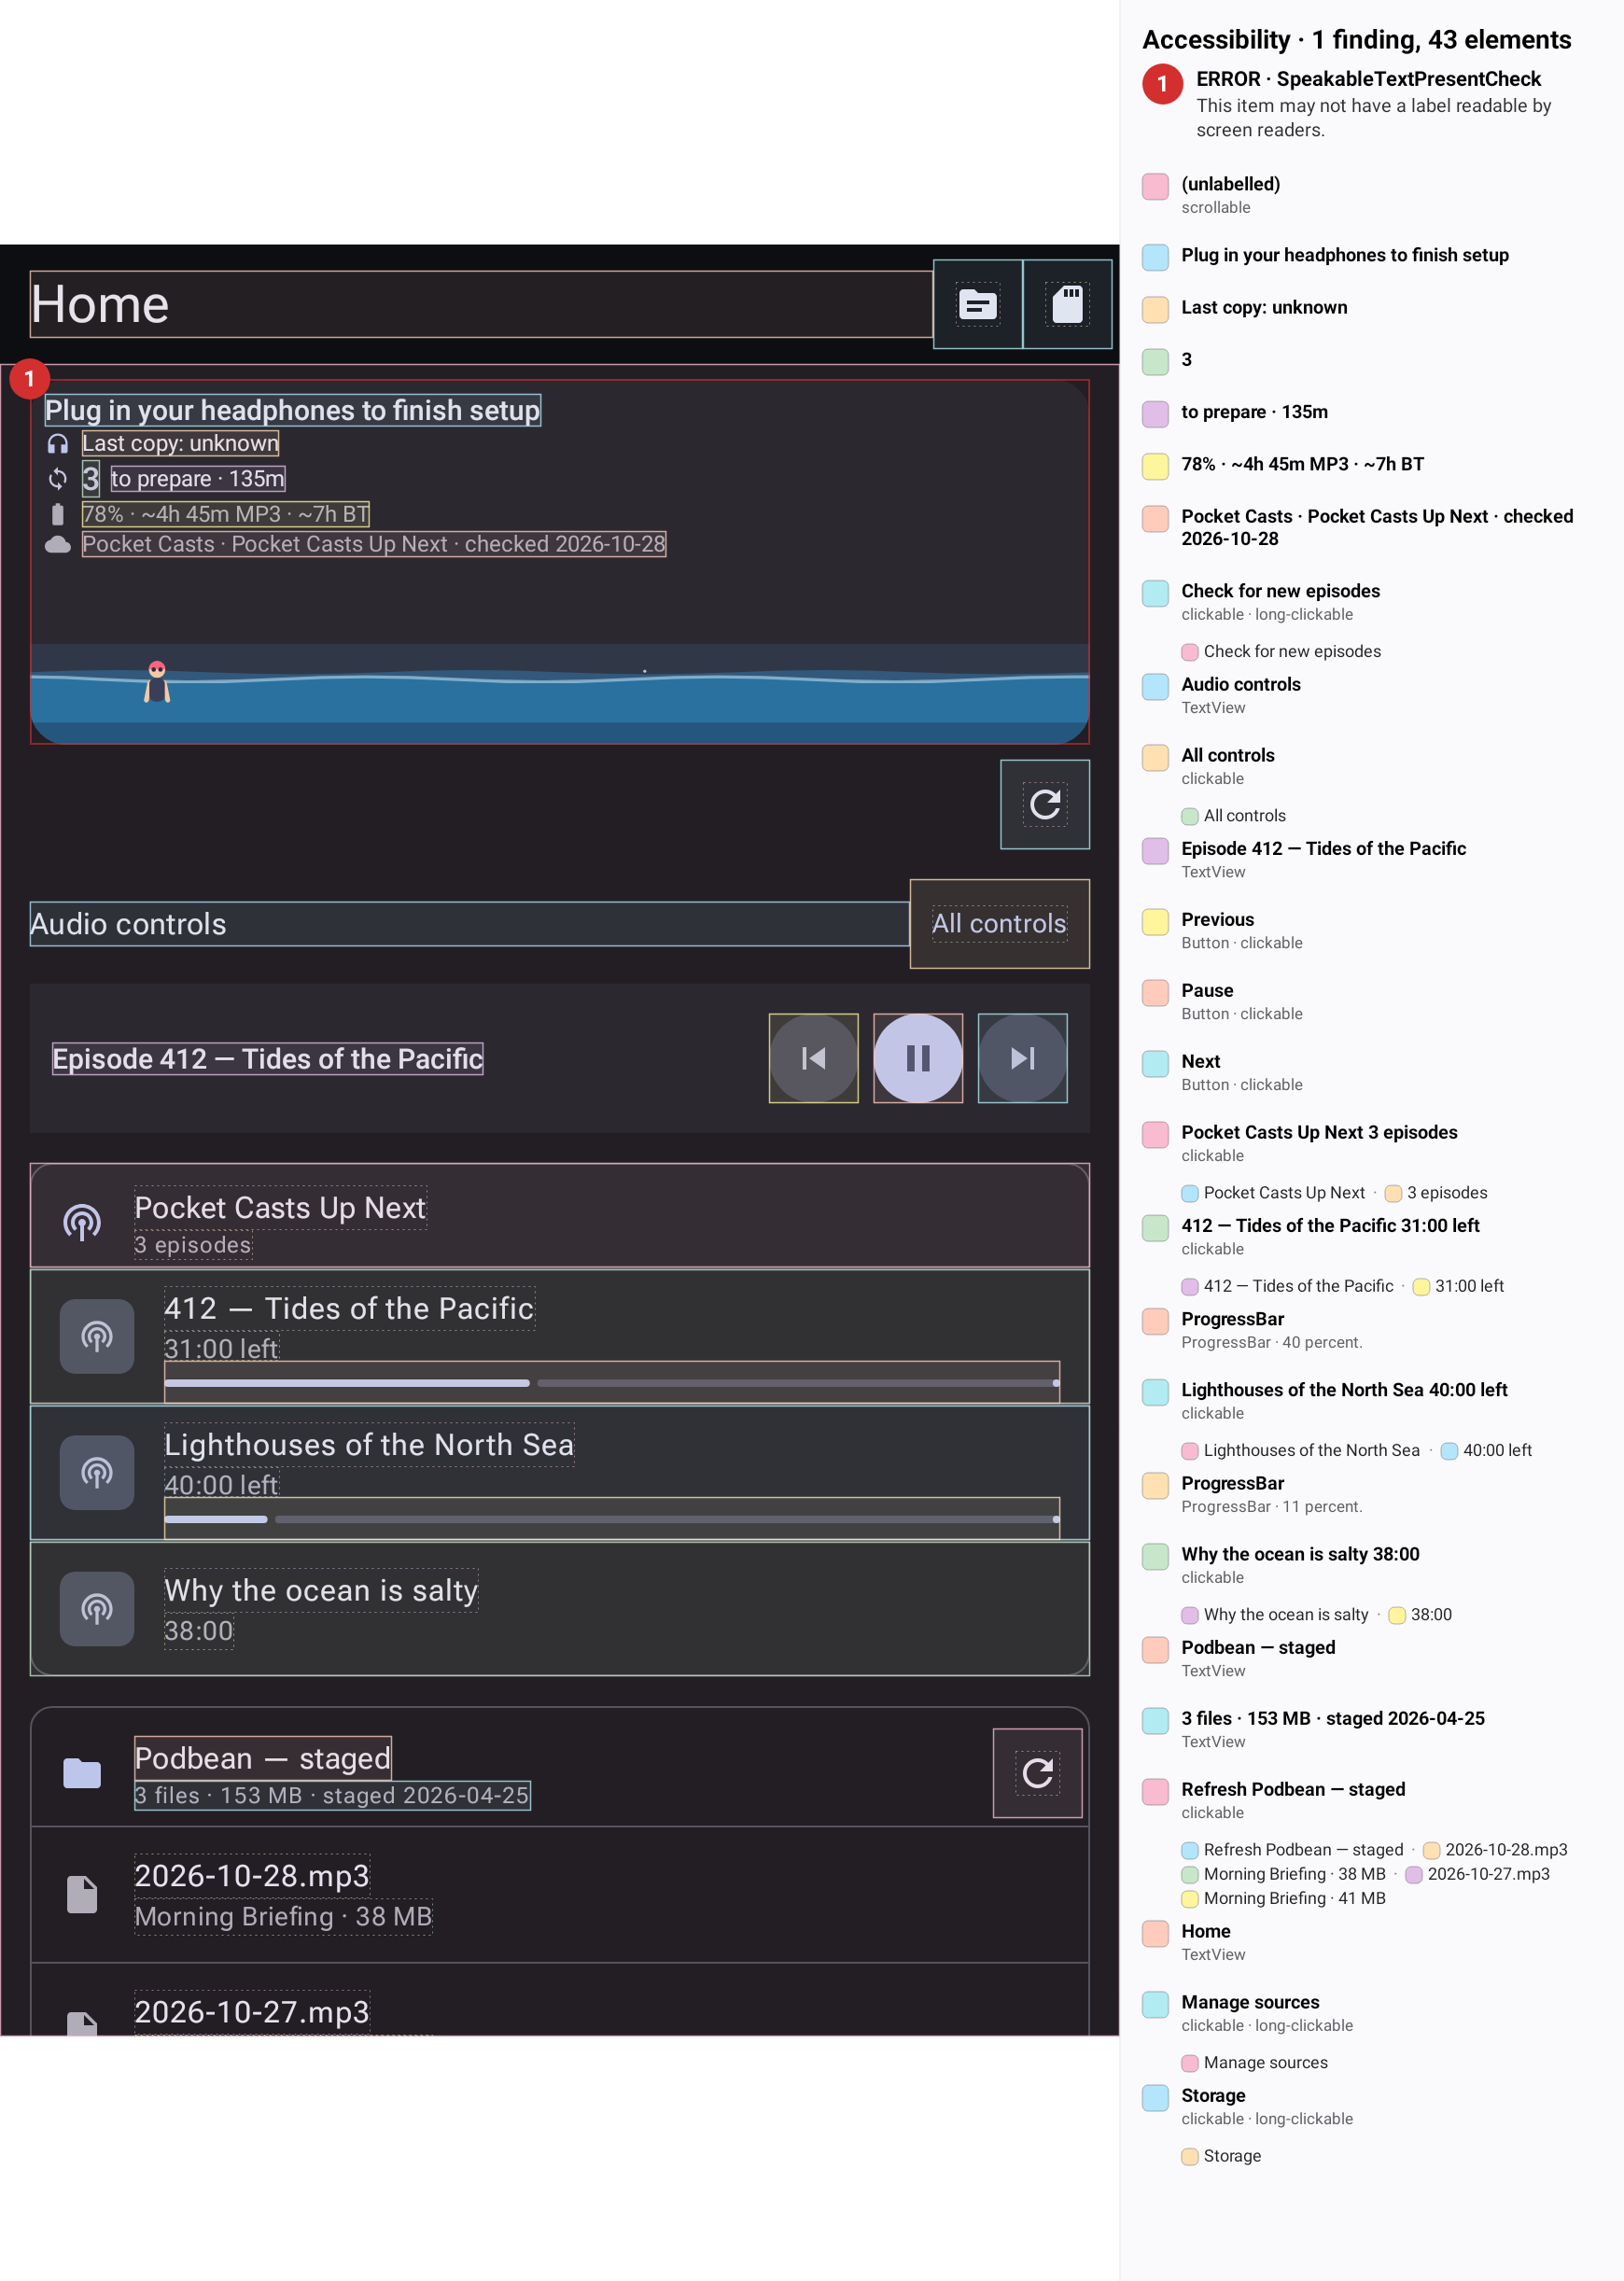 Home
1
Plug in your headphones to finish setup
Last copy: unknown
3 to prepare · 135m
78% · ~4h 45m MP3 · ~7h BT
Pocket Casts · Pocket Casts Up Next · checked 2026-10-28
Audio controls
All controls
Episode 412 — Tides of the Pacific
Pocket Casts Up Next
3 episodes
412 — Tides of the Pacific
31:00 left
Lighthouses of the North Sea
40:00 left
Why the ocean is salty
38:00
Podbean — staged
3 files · 153 MB · staged 2026-04-25
2026-10-28.mp3
Morning Briefing · 38 MB
2026-10-27.mp3
Accessibility · 1 finding, 43 elements
1 ERROR · SpeakableTextPresentCheck
This item may not have a label readable by
screen readers.
(unlabelled)
scrollable
Plug in your headphones to finish setup
Last copy: unknown
3
to prepare · 135m
78% · ~4h 45m MP3 · ~7h BT
Pocket Casts · Pocket Casts Up Next · checked
2026-10-28
Check for new episodes
clickable · long-clickable
Check for new episodes
Audio controls
TextView
All controls
clickable
All controls
Episode 412 — Tides of the Pacific
TextView
Previous
Button · clickable
Pause
Button · clickable
Next
Button · clickable
Pocket Casts Up Next 3 episodes
clickable
Pocket Casts Up Next · 3 episodes
412 — Tides of the Pacific 31:00 left
clickable
412 — Tides of the Pacific · 31:00 left
ProgressBar
ProgressBar · 40 percent.
Lighthouses of the North Sea 40:00 left
clickable
Lighthouses of the North Sea · 40:00 left
ProgressBar
ProgressBar · 11 percent.
Why the ocean is salty 38:00
clickable
Why the ocean is salty · 38:00
Podbean — staged
TextView
3 files · 153 MB · staged 2026-04-25
TextView
Refresh Podbean — staged
clickable
Refresh Podbean — staged · 2026-10-28.mp3
Morning Briefing · 38 MB · 2026-10-27.mp3
Morning Briefing · 41 MB
Home
TextView
Manage sources
clickable · long-clickable
Manage sources
Storage
clickable · long-clickable
Storage